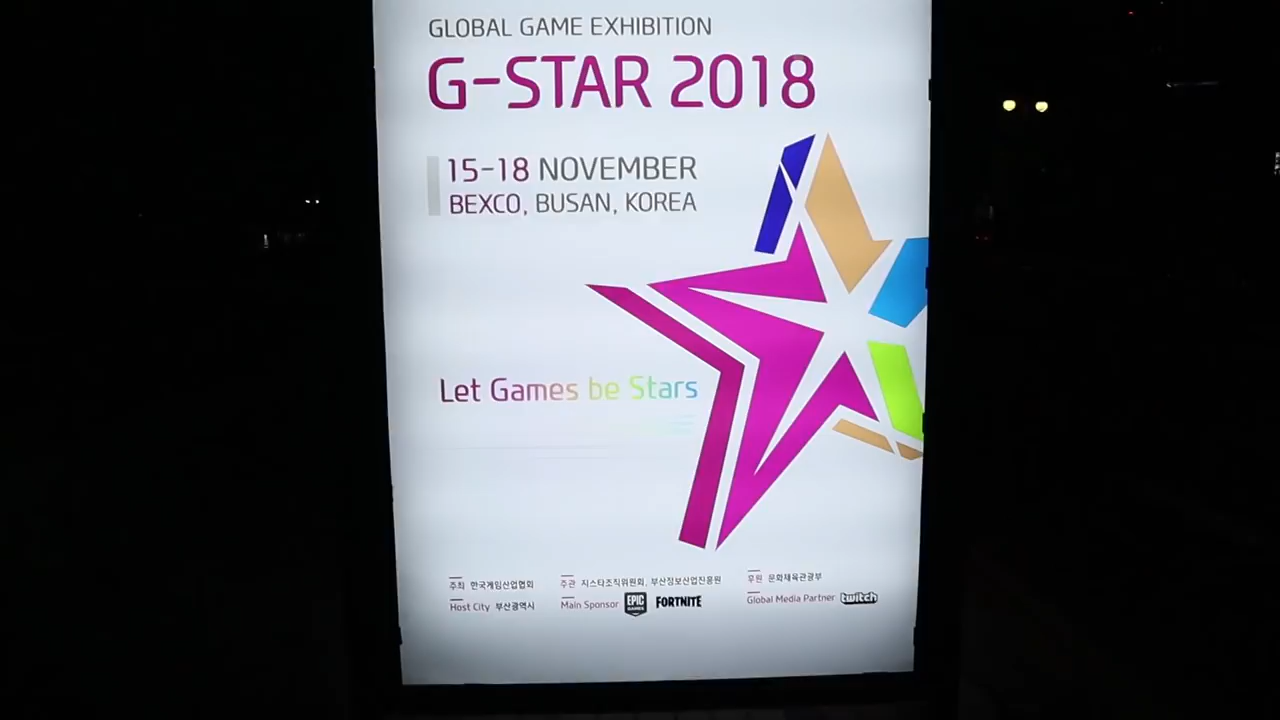 GLOBAL GAME EXHIBITION
G-STAR 2018
15-18 NOVEMBER
BEXCO, BUSAN, KOREA
Let Games be Stars
주최 한국게임산업협회
주관 지스타조직위원회, 부산정보산업진흥원
후원 문화체육관광부
Host City 부산광역시
Main Sponsor EPIC GAMES FORTNITE
Global Media Partner twitch